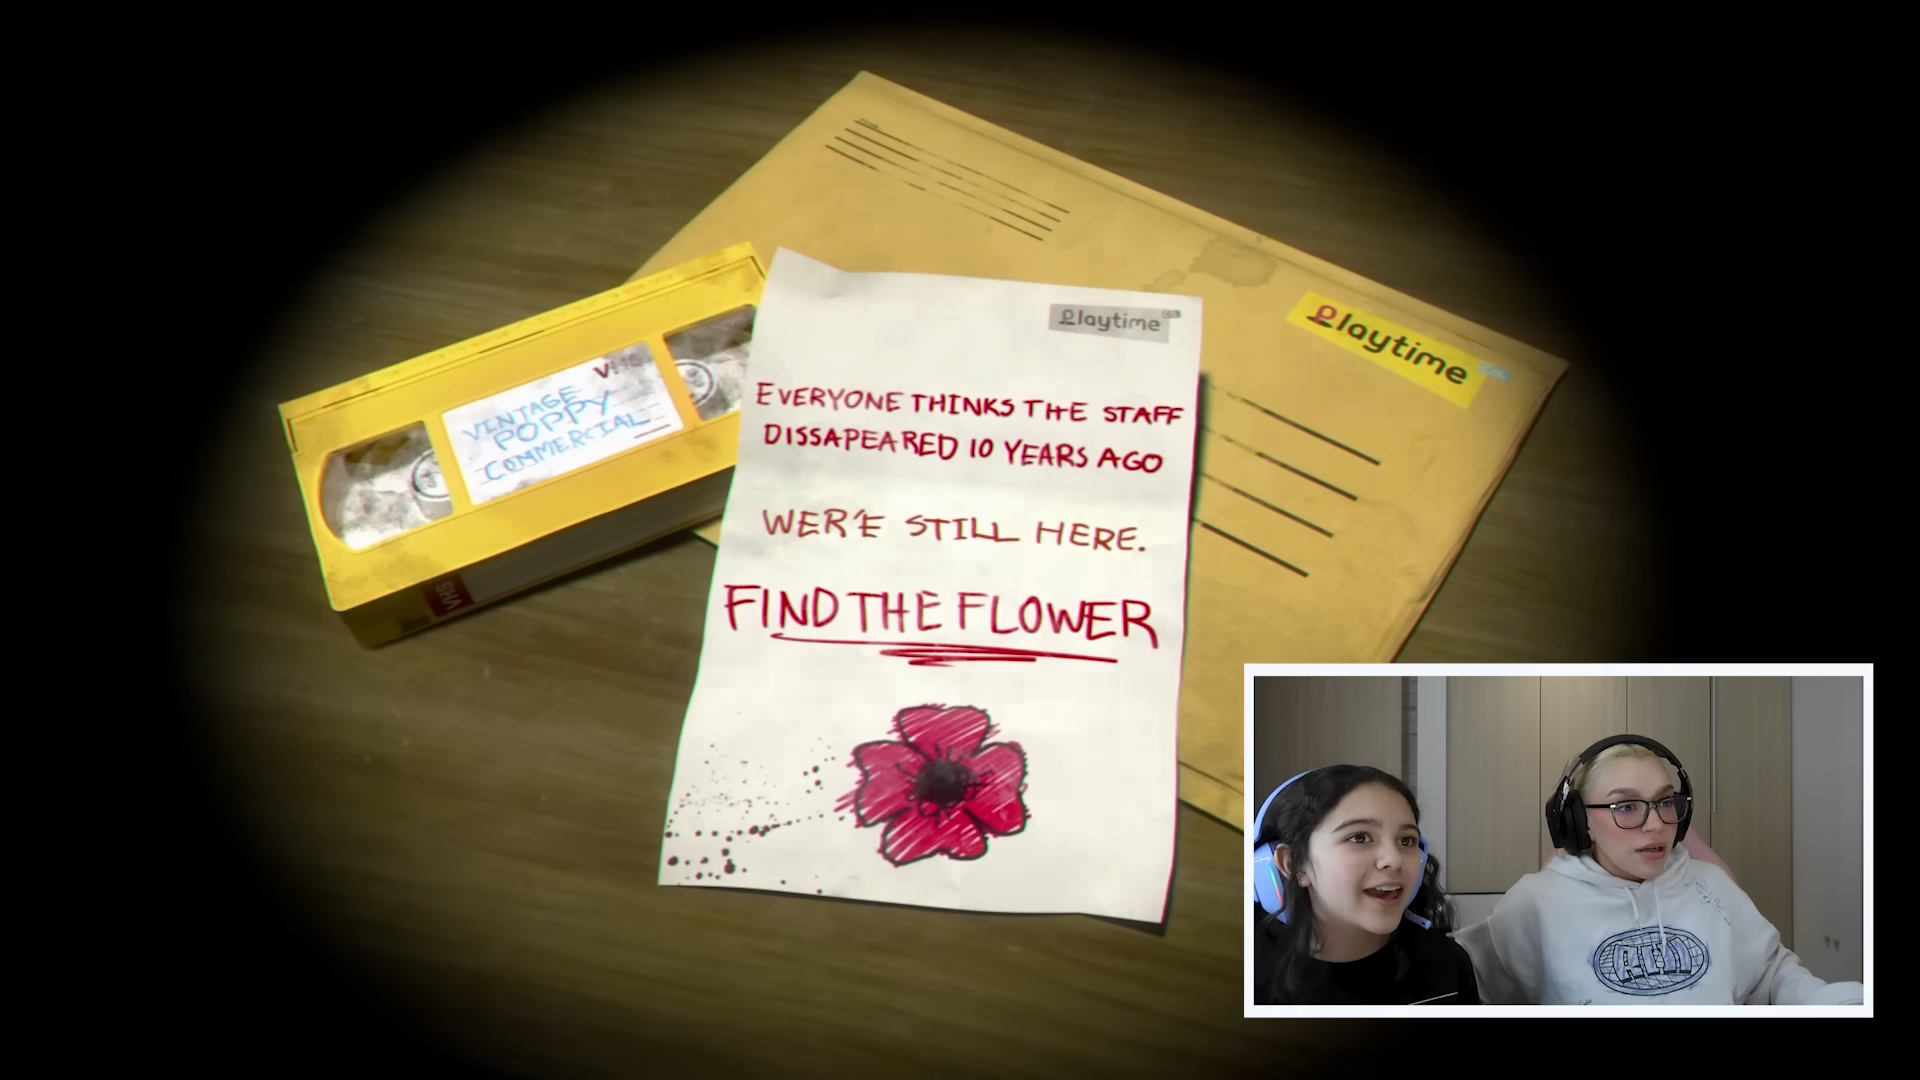 Playtime
EVERYONE THINKS THE STAFF
DISSAPEARED 10 YEARS AGO
WER'E STILL HERE.
FIND THE FLOWER
VHS
VINTAGE
POPPY
COMMERCIAL
VHS
Playtime